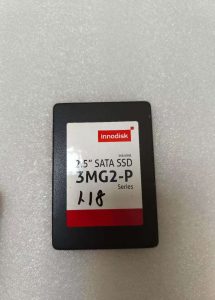 innodisk
2.5" SATA SSD
3MG2-P
Series
118